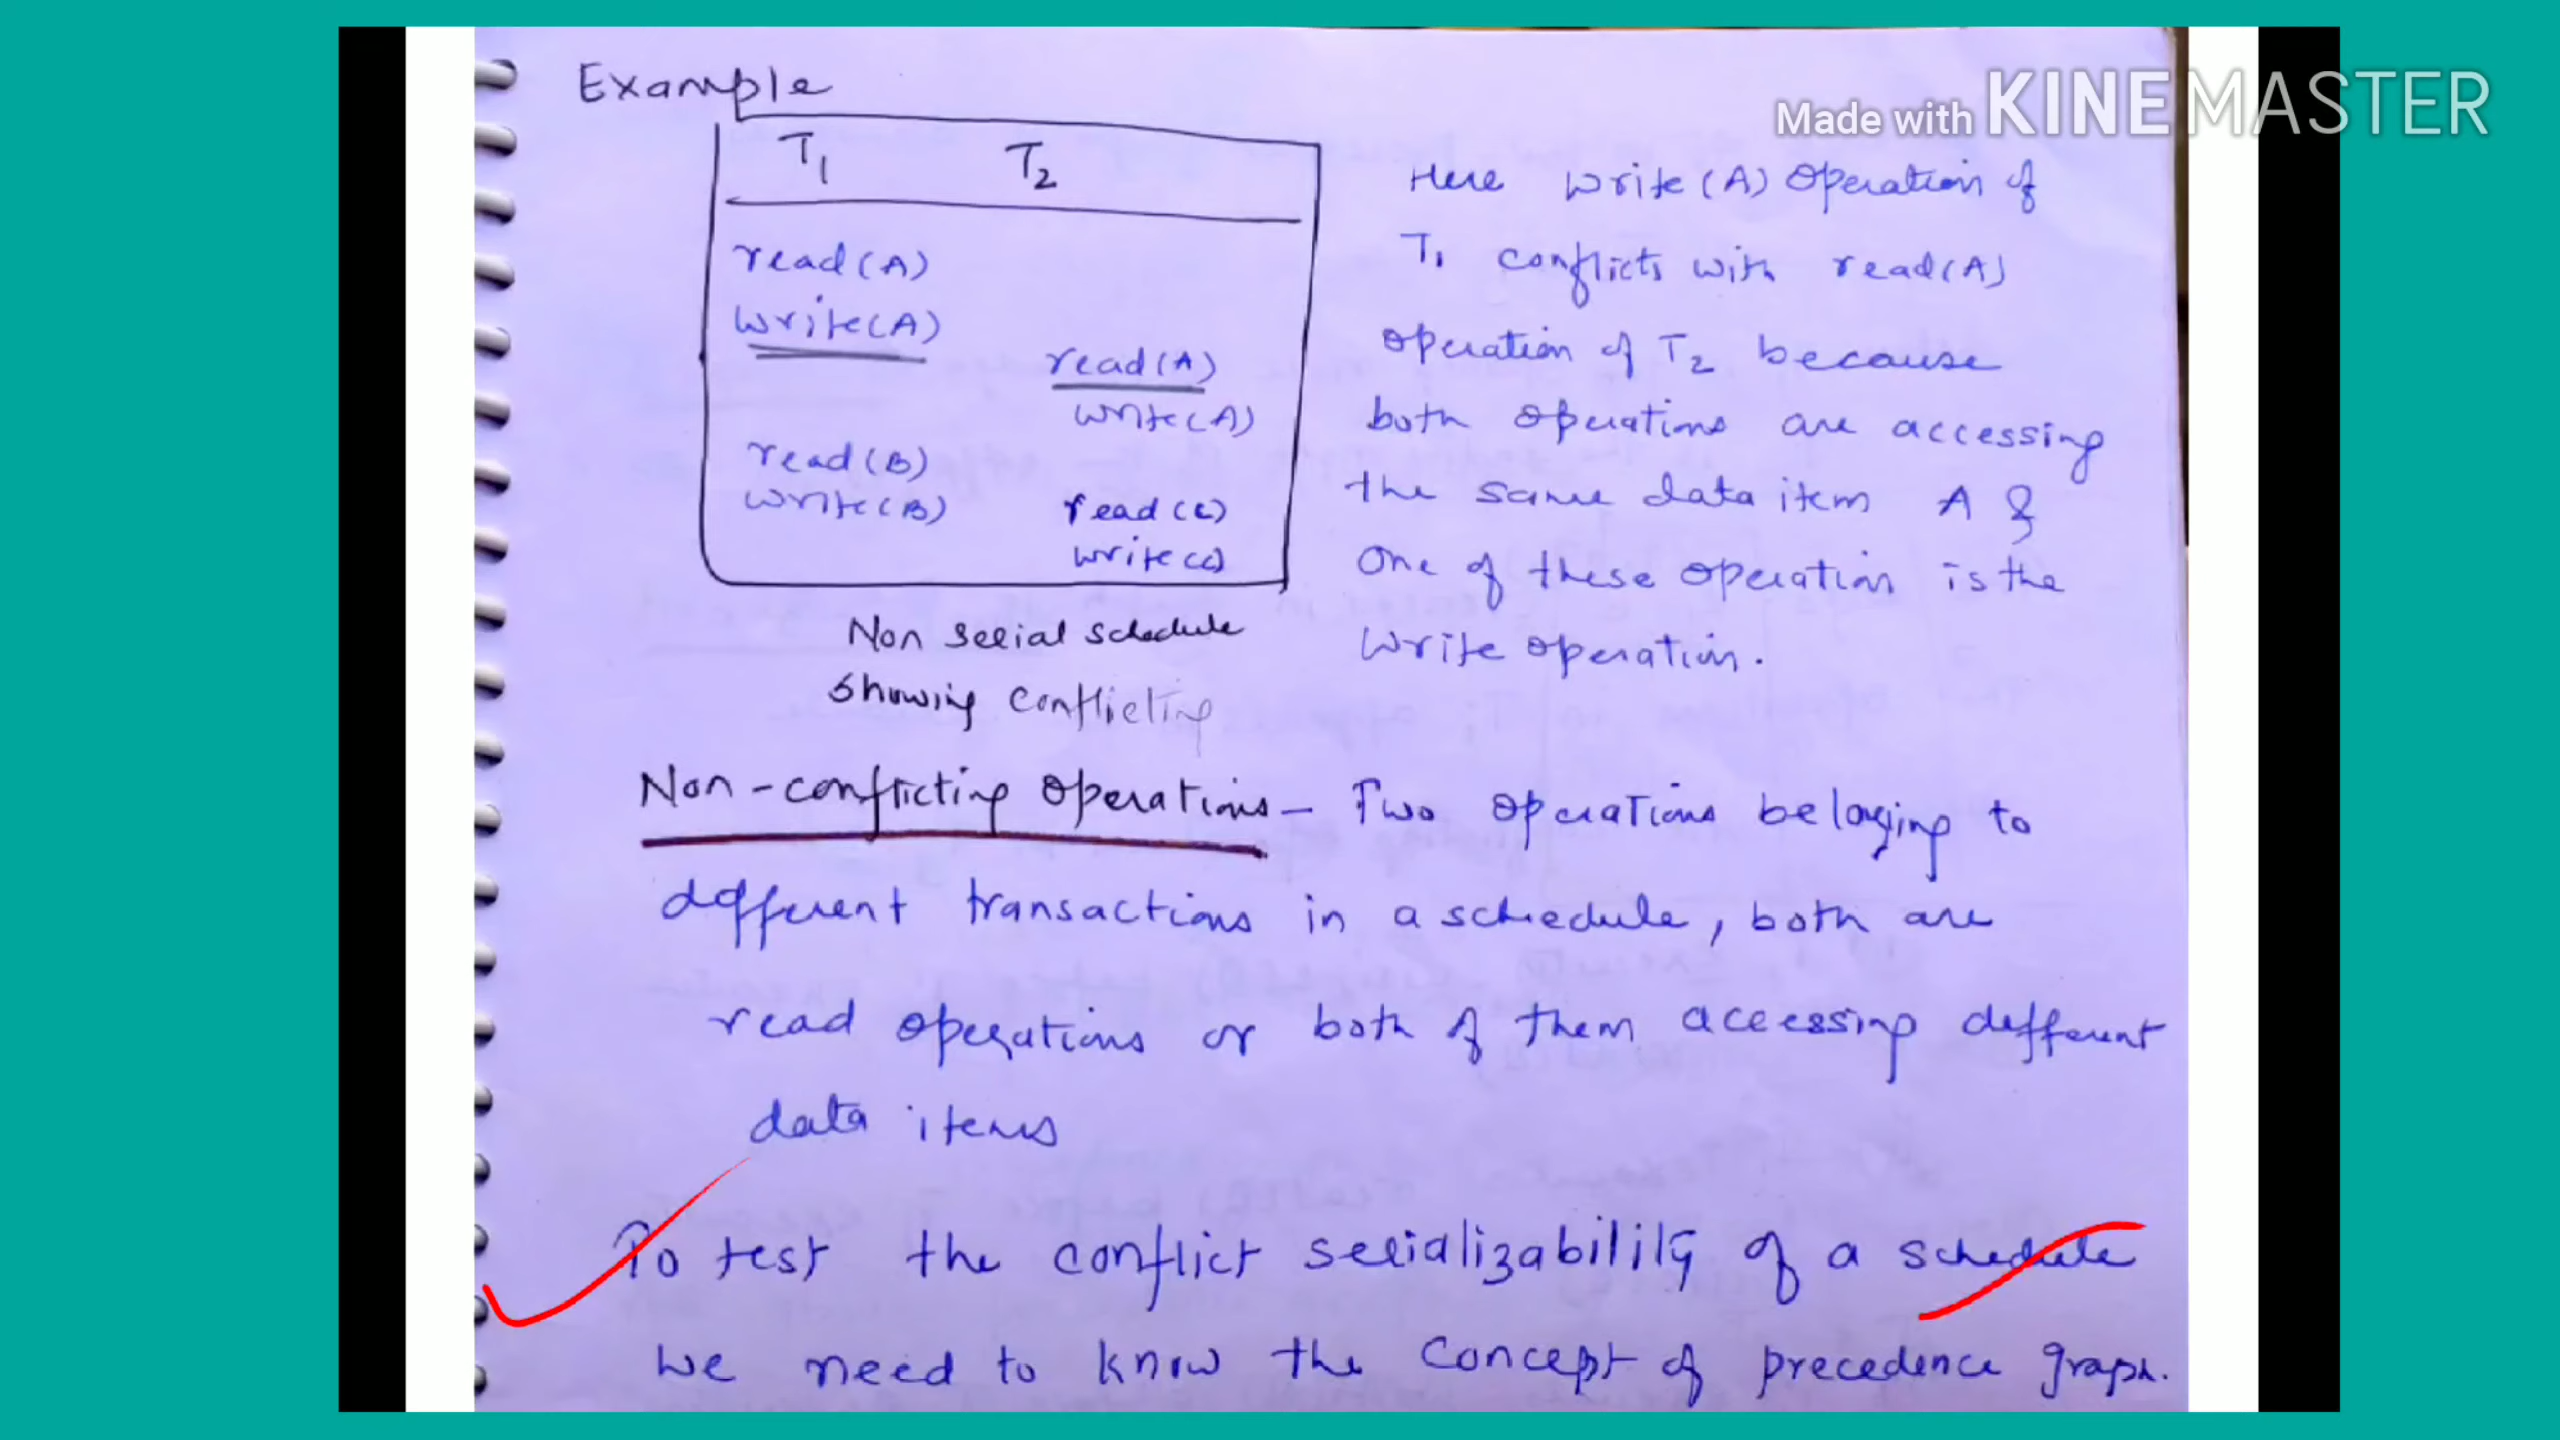 Example
Made with KINEMASTER
T1 T2
read(A)
write(A)
read(A)
write(A)
read(B)
write(B)
read(C)
write(C)
Non serial schedule
showing conflicting
Here write(A) operation of
T1 conflicts with read(A)
operation of T2 because
both operations are accessing
the same data item A &
one of these operation is the
write operation.
Non-conflicting operations - Two operations belonging to
different transactions in a schedule, both are
read operations or both of them accessing different
data items
To test the conflict serializability of a schedule
we need to know the concept of precedence graph.